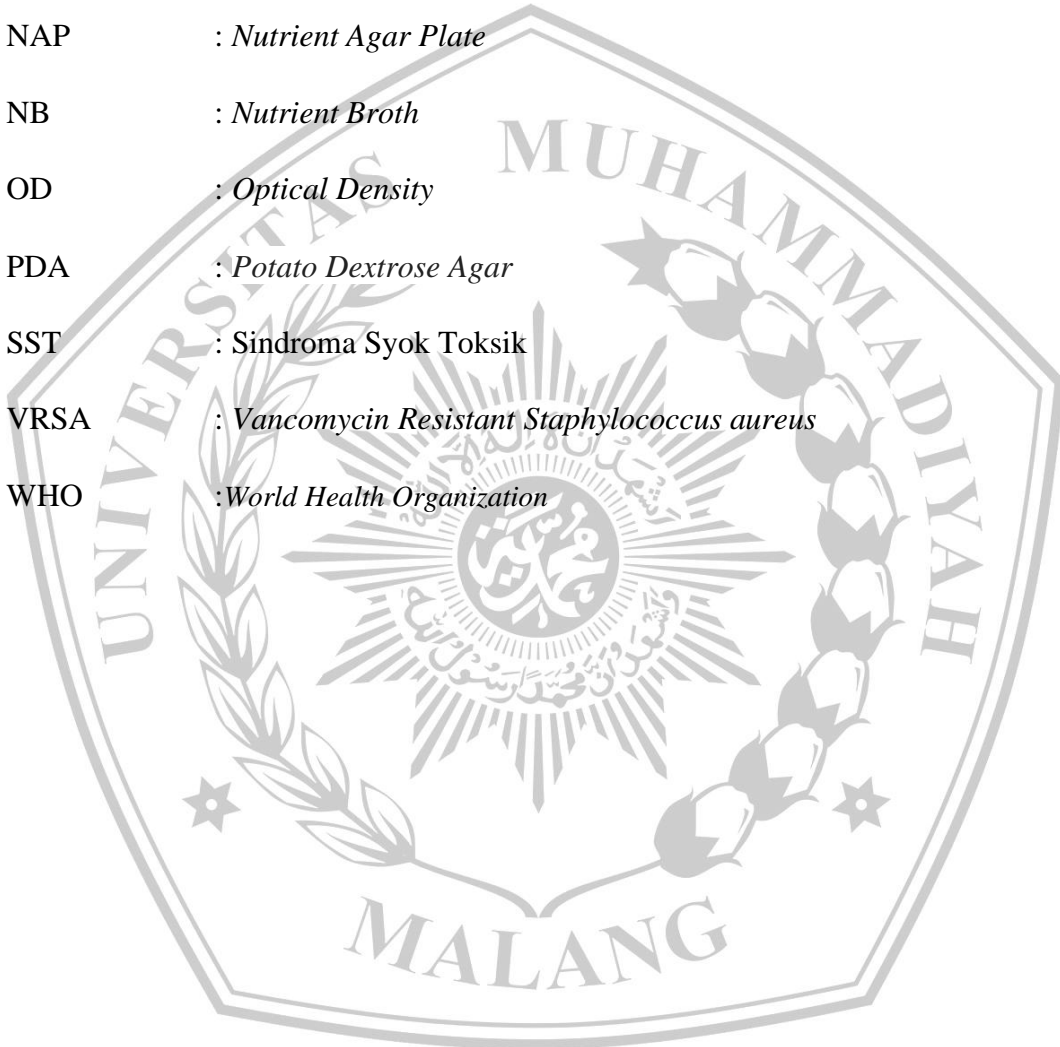 NAP : Nutrient Agar Plate
NB : Nutrient Broth
OD : Optical Density
PDA : Potato Dextrose Agar
SST : Sindroma Syok Toksik
VRSA : Vancomycin Resistant Staphylococcus aureus
WHO :World Health Organization
UNIVERSITAS MUHAMMADIYAH
MALANG